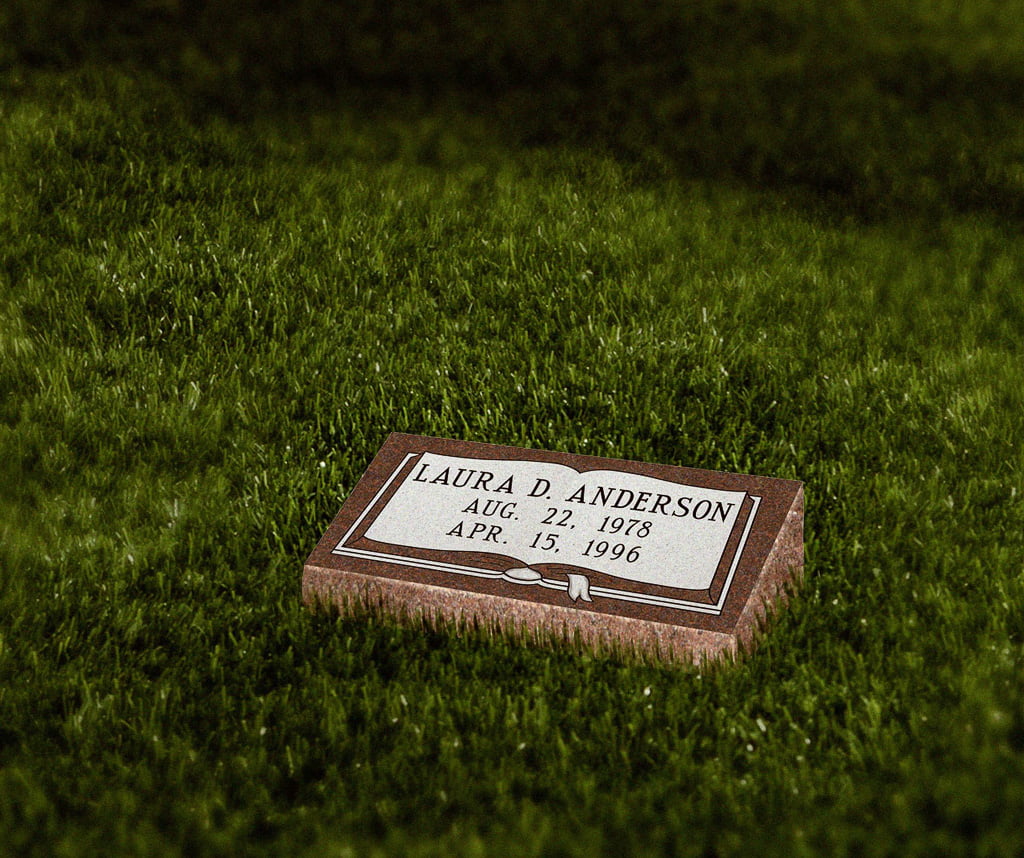 LAURA D. ANDERSON
AUG. 22, 1978
APR. 15, 1996